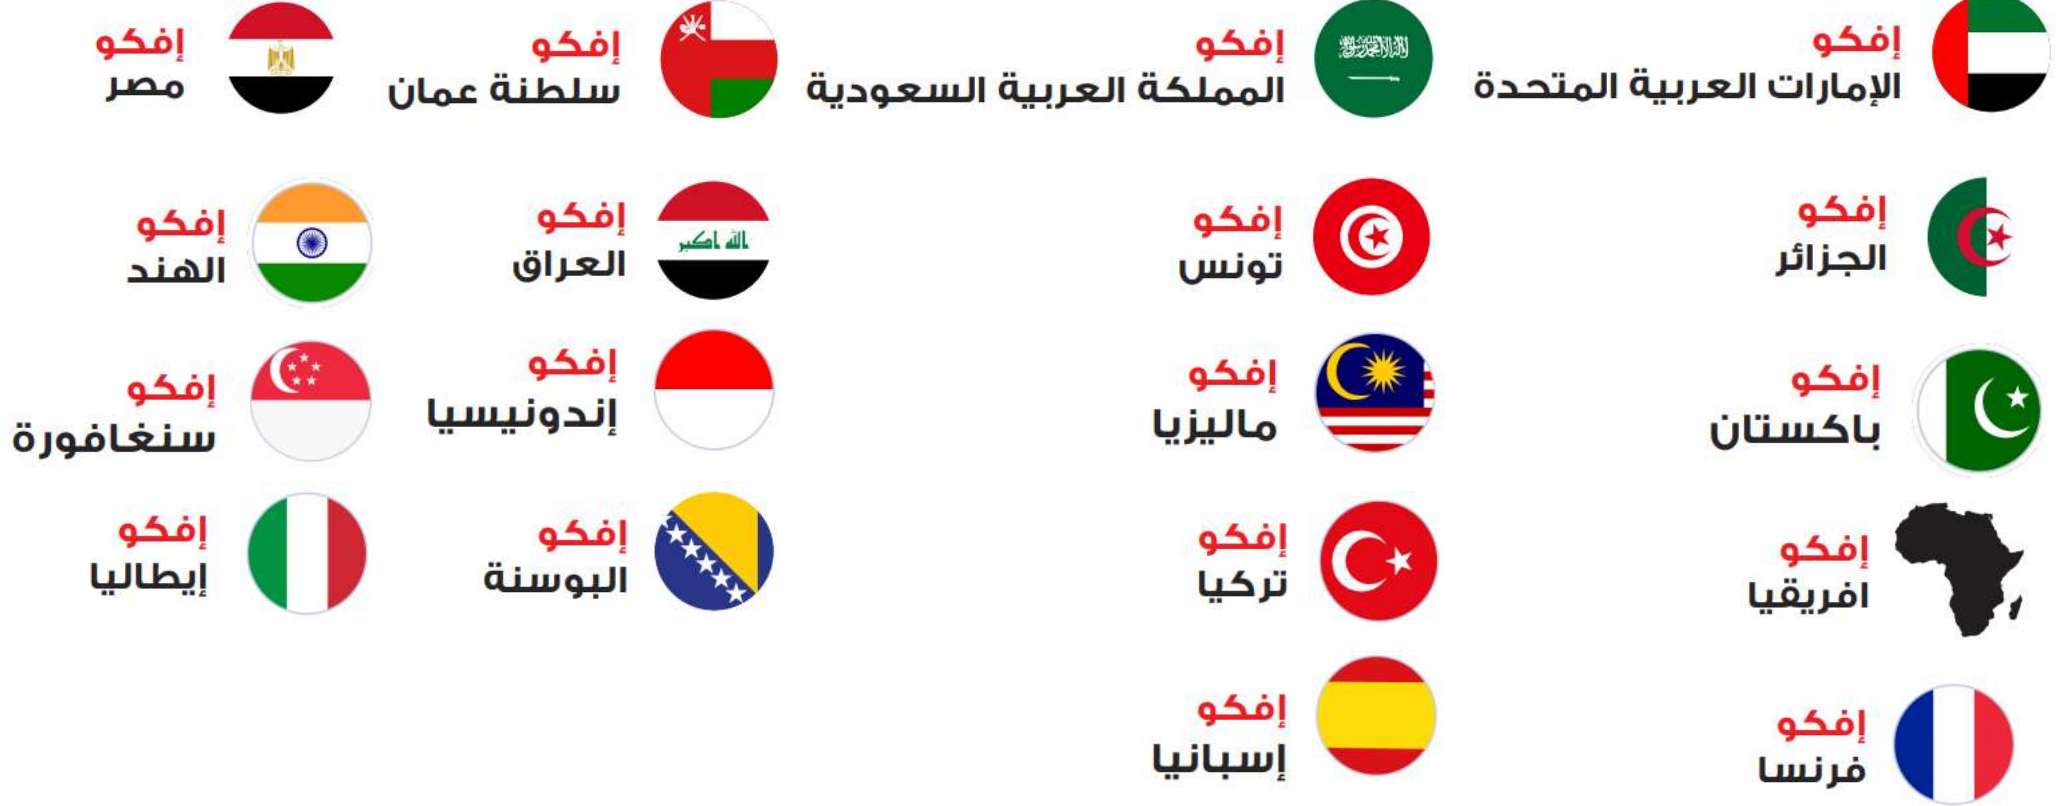 إفكو
الإمارات العربية المتحدة
إفكو
المملكة العربية السعودية
إفكو
سلطنة عمان
إفكو
مصر
إفكو
الجزائر
إفكو
تونس
إفكو
العراق
الله اكبر
إفكو
الهند
إفكو
باكستان
إفكو
ماليزيا
إفكو
إندونيسيا
إفكو
سنغافورة
إفكو
افريقيا
إفكو
تركيا
إفكو
البوسنة
إفكو
إيطاليا
إفكو
فرنسا
إفكو
إسبانيا